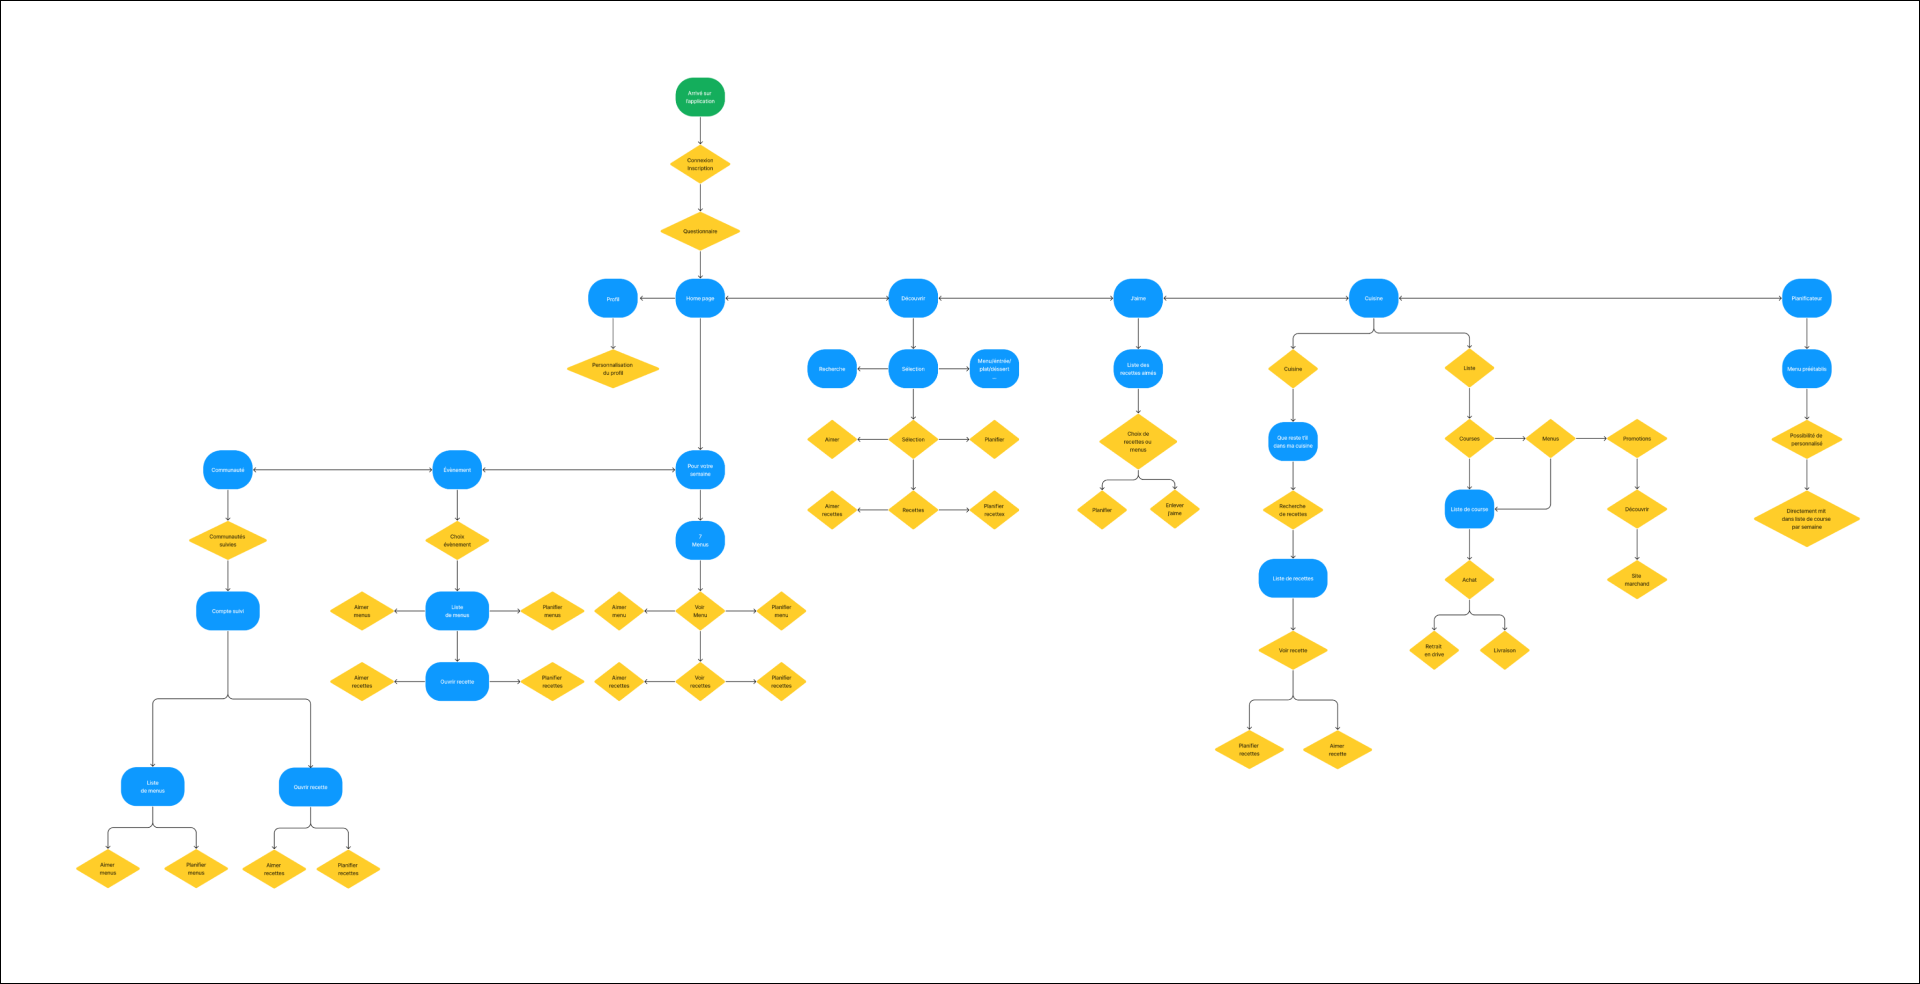 Arrivé sur
l'application
Connexion
Inscription
Questionnaire
Profil
Home page
Découvrir
J'aime
Cuisine
Planificateur
Personnalisation
du profil
Recherche
Sélection
Menu/éntrée/
plat/déssert
...
Liste des
recettes aimés
Cuisine
Liste
Menu préétablis
Aimer
Sélection
Planifier
Choix de
recettes ou
menus
Que reste t'il
dans ma cuisine
Courses
Menus
Promotions
Possibilité de
personnalisé
Communauté
Évènement
Pour votre
semaine
Aimer
recettes
Recettes
Planifier
recettes
Planifier
Enlever
j'aime
Recherche
de recettes
Liste de course
Découvrir
Directement mit
dans liste de course
par semaine
Communautés
suivies
Choix
évènement
7
Menus
Liste de recettes
Achat
Site
marchand
Compte suivi
Aimer
menus
Liste
de menus
Planifier
menus
Aimer
menu
Voir
Menu
Planifier
menu
Voir recette
Retrait
en drive
Livraison
Aimer
recettes
Ouvrir recette
Planifier
recettes
Aimer
recettes
Voir
recettes
Planifier
recettes
Planifier
recettes
Aimer
recette
Liste
de menus
Ouvrir recette
Aimer
menus
Planifier
menus
Aimer
recettes
Planifier
recettes